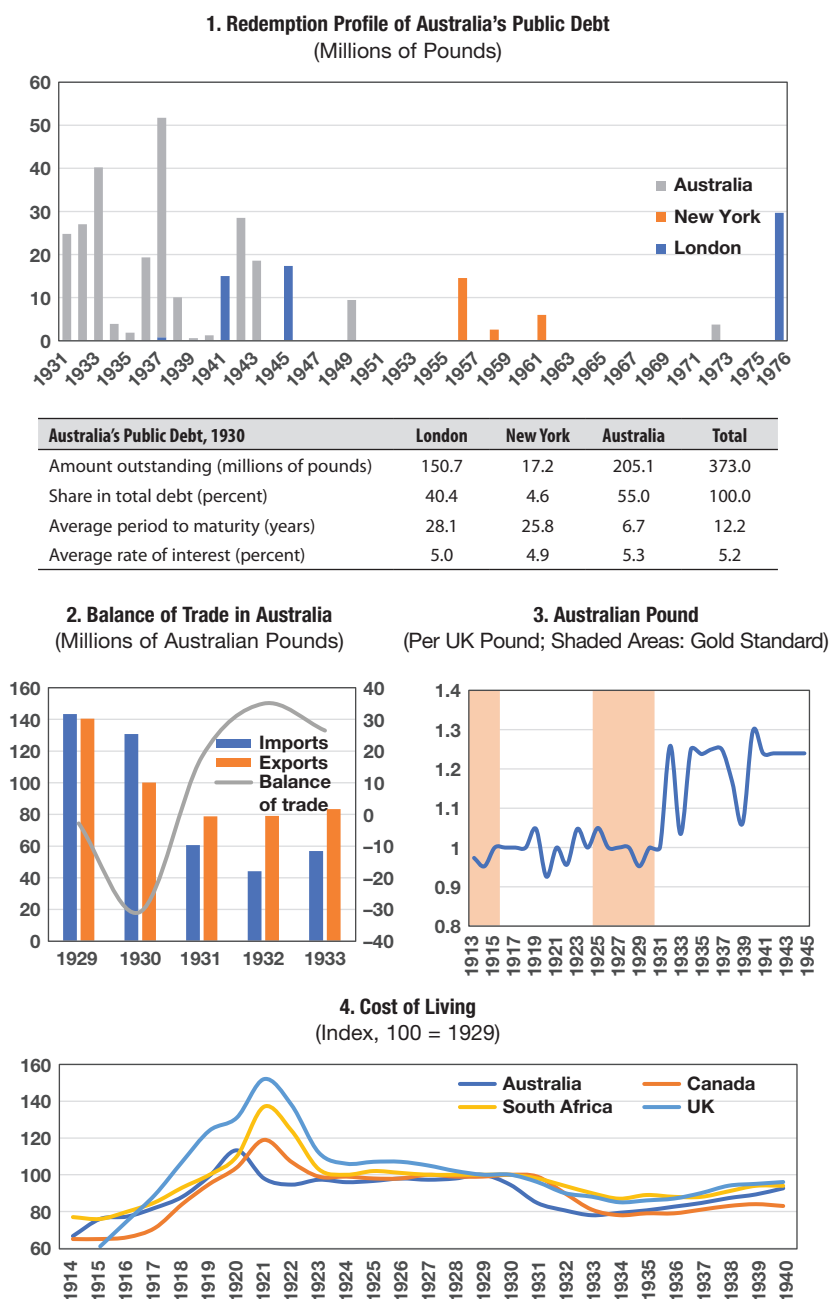 1. Redemption Profile of Australia's Public Debt
(Millions of Pounds)
60
50
40
30
20
10
0
Australia
New York
London
1931 1933 1935 1937 1939 1941 1943 1945 1947 1949 1951 1953 1955 1957 1959 1961 1963 1965 1967 1969 1971 1973 1975 1976
Australia's Public Debt, 1930 London New York Australia Total
Amount outstanding (millions of pounds) 150.7 17.2 205.1 373.0
Share in total debt (percent) 40.4 4.6 55.0 100.0
Average period to maturity (years) 28.1 25.8 6.7 12.2
Average rate of interest (percent) 5.0 4.9 5.3 5.2
2. Balance of Trade in Australia
(Millions of Australian Pounds)
160
140
120
100
80
60
40
20
0
40
30
20
10
0
–10
–20
–30
–40
Imports
Exports
Balance
of trade
1929 1930 1931 1932 1933
3. Australian Pound
(Per UK Pound; Shaded Areas: Gold Standard)
1.4
1.3
1.2
1.1
1
0.9
0.8
1913 1915 1917 1919 1921 1923 1925 1927 1929 1931 1933 1935 1937 1939 1941 1943 1945
4. Cost of Living
(Index, 100 = 1929)
160
140
120
100
80
60
Australia Canada
South Africa UK
1914 1915 1916 1917 1918 1919 1920 1921 1922 1923 1924 1925 1926 1927 1928 1929 1930 1931 1932 1933 1934 1935 1936 1937 1938 1939 1940